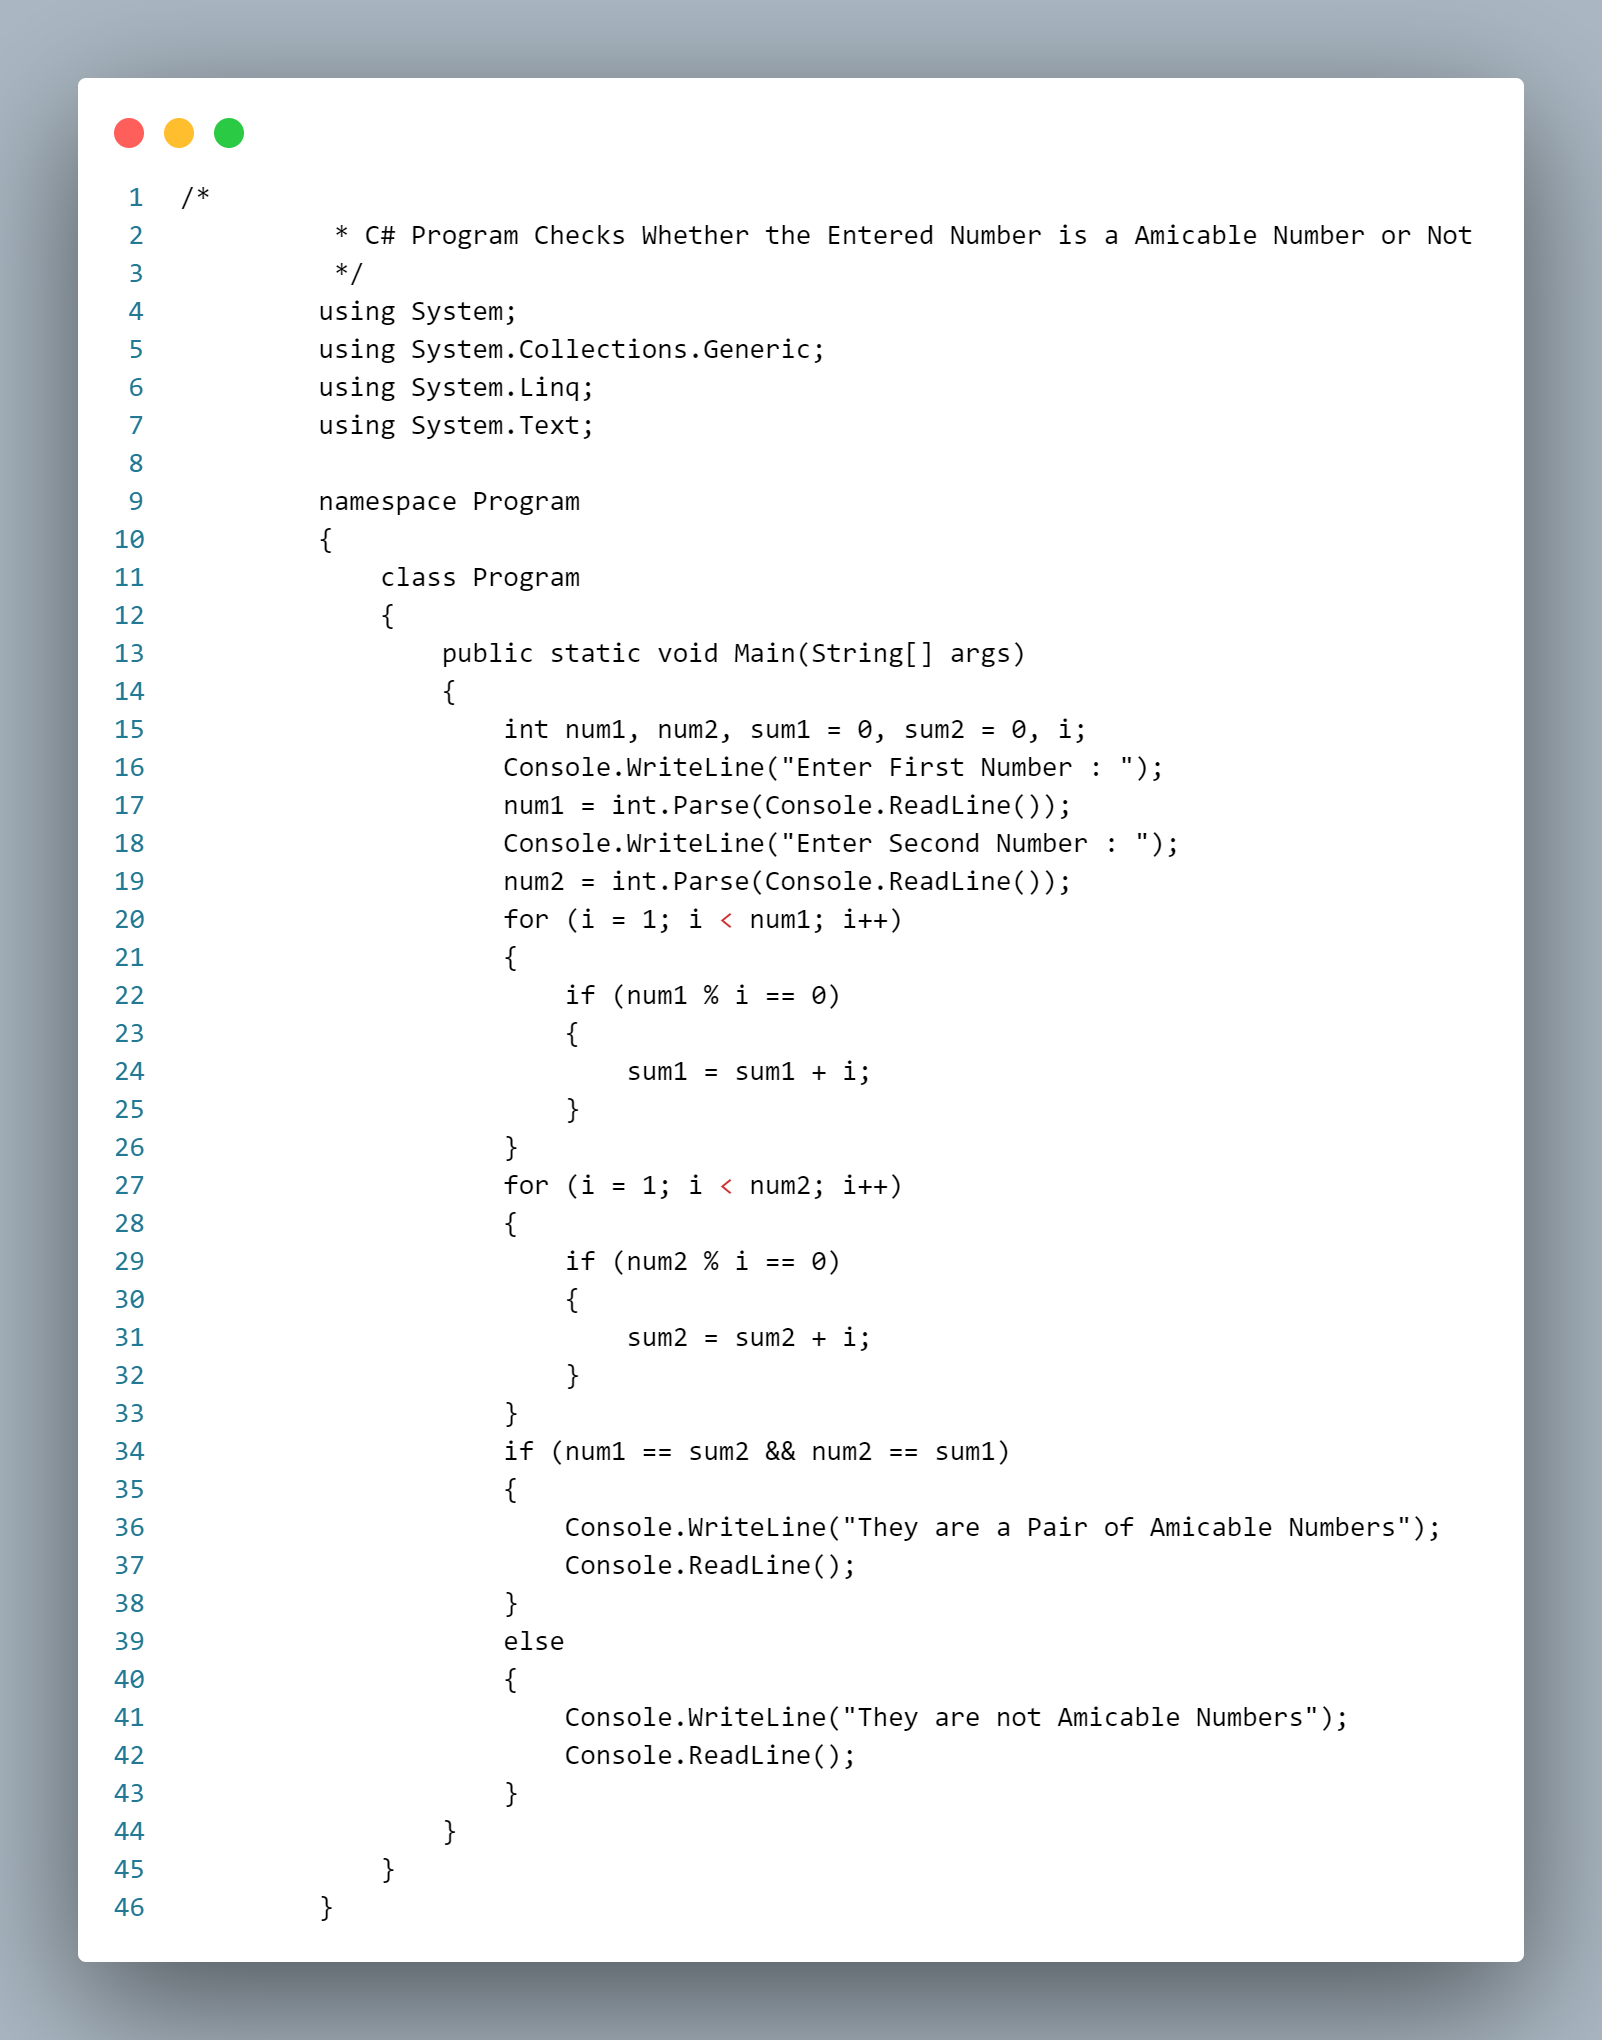 1 /*
2           * C# Program Checks Whether the Entered Number is a Amicable Number or Not
3           */
4          using System;
5          using System.Collections.Generic;
6          using System.Linq;
7          using System.Text;
8
9          namespace Program
10          {
11              class Program
12              {
13                  public static void Main(String[] args)
14                  {
15                      int num1, num2, sum1 = 0, sum2 = 0, i;
16                      Console.WriteLine("Enter First Number : ");
17                      num1 = int.Parse(Console.ReadLine());
18                      Console.WriteLine("Enter Second Number : ");
19                      num2 = int.Parse(Console.ReadLine());
20                      for (i = 1; i < num1; i++)
21                      {
22                          if (num1 % i == 0)
23                          {
24                              sum1 = sum1 + i;
25                          }
26                      }
27                      for (i = 1; i < num2; i++)
28                      {
29                          if (num2 % i == 0)
30                          {
31                              sum2 = sum2 + i;
32                          }
33                      }
34                      if (num1 == sum2 && num2 == sum1)
35                      {
36                          Console.WriteLine("They are a Pair of Amicable Numbers");
37                          Console.ReadLine();
38                      }
39                      else
40                      {
41                          Console.WriteLine("They are not Amicable Numbers");
42                          Console.ReadLine();
43                      }
44                  }
45              }
46          }